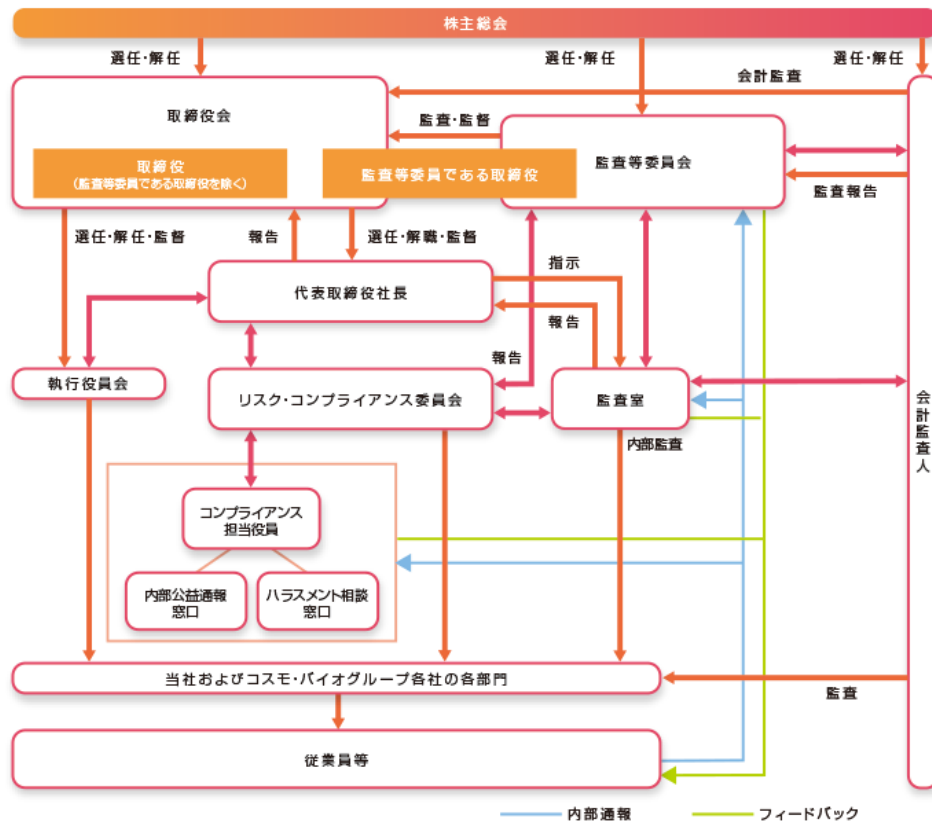 株主総会
選任・解任
選任・解任
選任・解任
会計監査
取締役会
監査・監督
監査等委員会
取締役
(監査等委員である取締役を除く)
監査等委員である取締役
監査報告
選任・解任・監督
報告
選任・解職・監督
指示
代表取締役社長
報告
報告
執行役員会
リスク・コンプライアンス委員会
監査室
会計監査人
内部監査
コンプライアンス
担当役員
内部公益通報
窓口
ハラスメント相談
窓口
当社およびコスモ・バイオグループ各社の各部門
監査
従業員等
内部通報
フィードバック